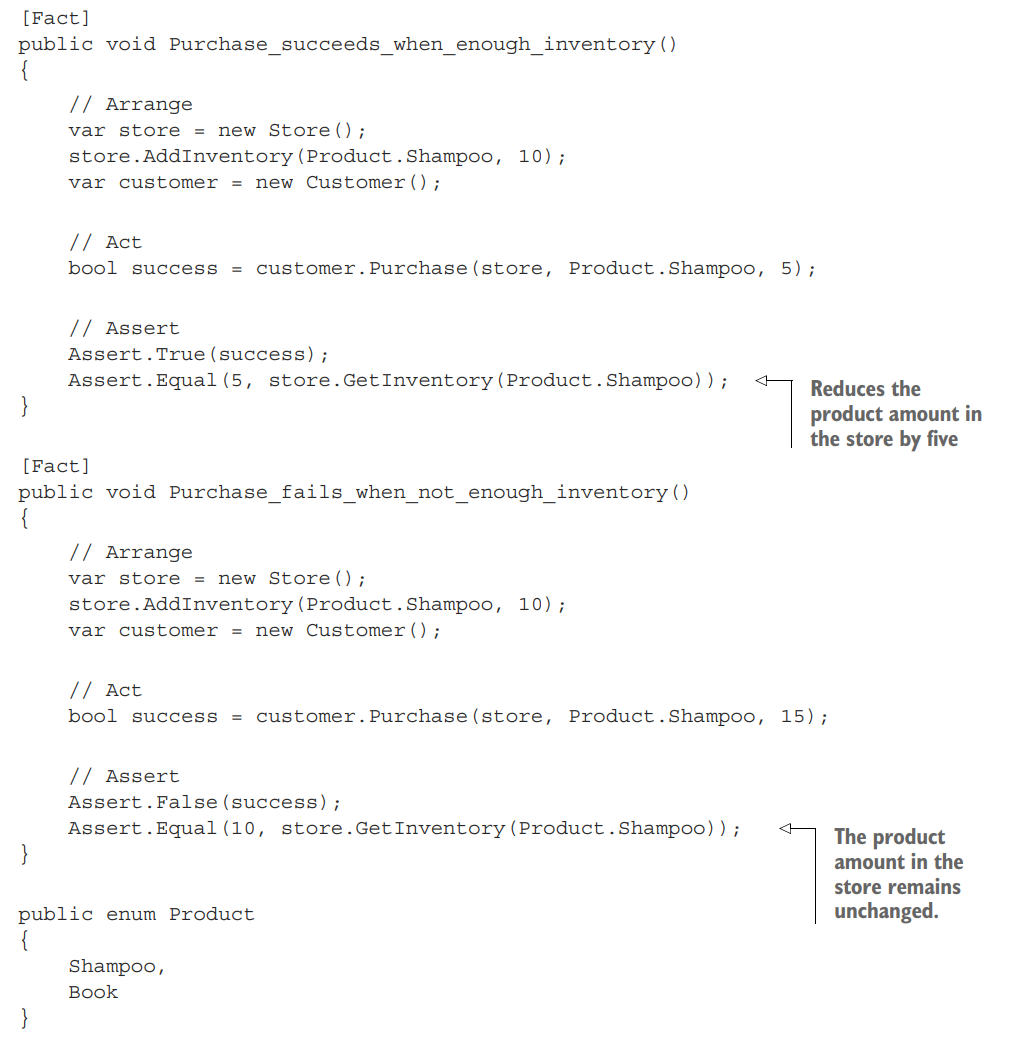 [Fact]
public void Purchase_succeeds_when_enough_inventory()
{
    // Arrange
    var store = new Store();
    store.AddInventory(Product.Shampoo, 10);
    var customer = new Customer();

    // Act
    bool success = customer.Purchase(store, Product.Shampoo, 5);

    // Assert
    Assert.True(success);
    Assert.Equal(5, store.GetInventory(Product.Shampoo));
}
Reduces the
product amount in
the store by five

[Fact]
public void Purchase_fails_when_not_enough_inventory()
{
    // Arrange
    var store = new Store();
    store.AddInventory(Product.Shampoo, 10);
    var customer = new Customer();

    // Act
    bool success = customer.Purchase(store, Product.Shampoo, 15);

    // Assert
    Assert.False(success);
    Assert.Equal(10, store.GetInventory(Product.Shampoo));
}
The product
amount in the
store remains
unchanged.

public enum Product
{
    Shampoo,
    Book
}